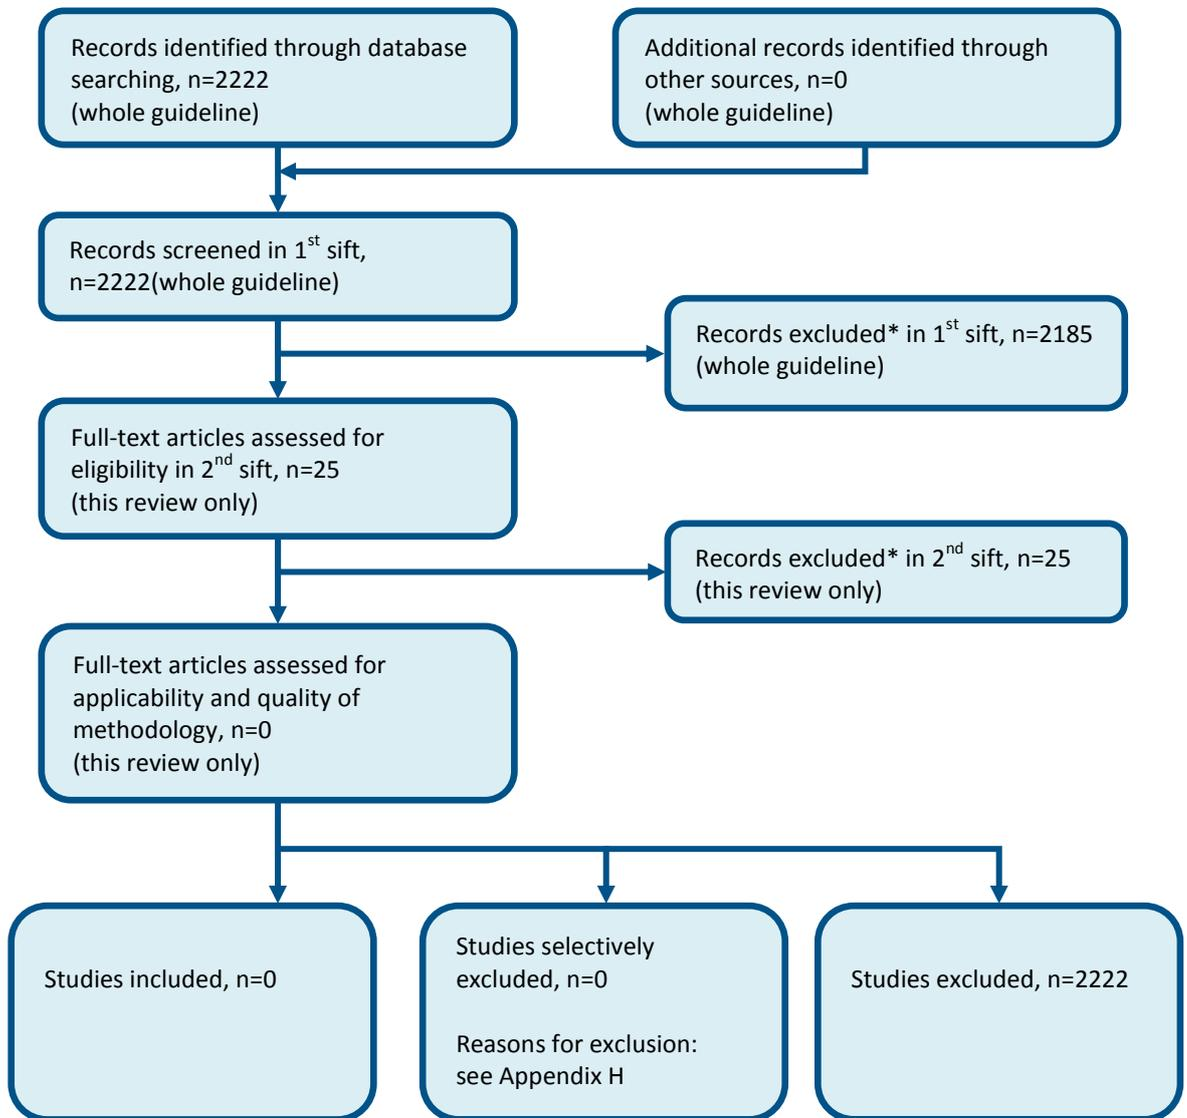 Records identified through database
searching, n=2222
(whole guideline)
Additional records identified through
other sources, n=0
(whole guideline)
Records screened in 1st sift,
n=2222(whole guideline)
Records excluded* in 1st sift, n=2185
(whole guideline)
Full-text articles assessed for
eligibility in 2nd sift, n=25
(this review only)
Records excluded* in 2nd sift, n=25
(this review only)
Full-text articles assessed for
applicability and quality of
methodology, n=0
(this review only)
Studies included, n=0
Studies selectively
excluded, n=0
Reasons for exclusion:
see Appendix H
Studies excluded, n=2222